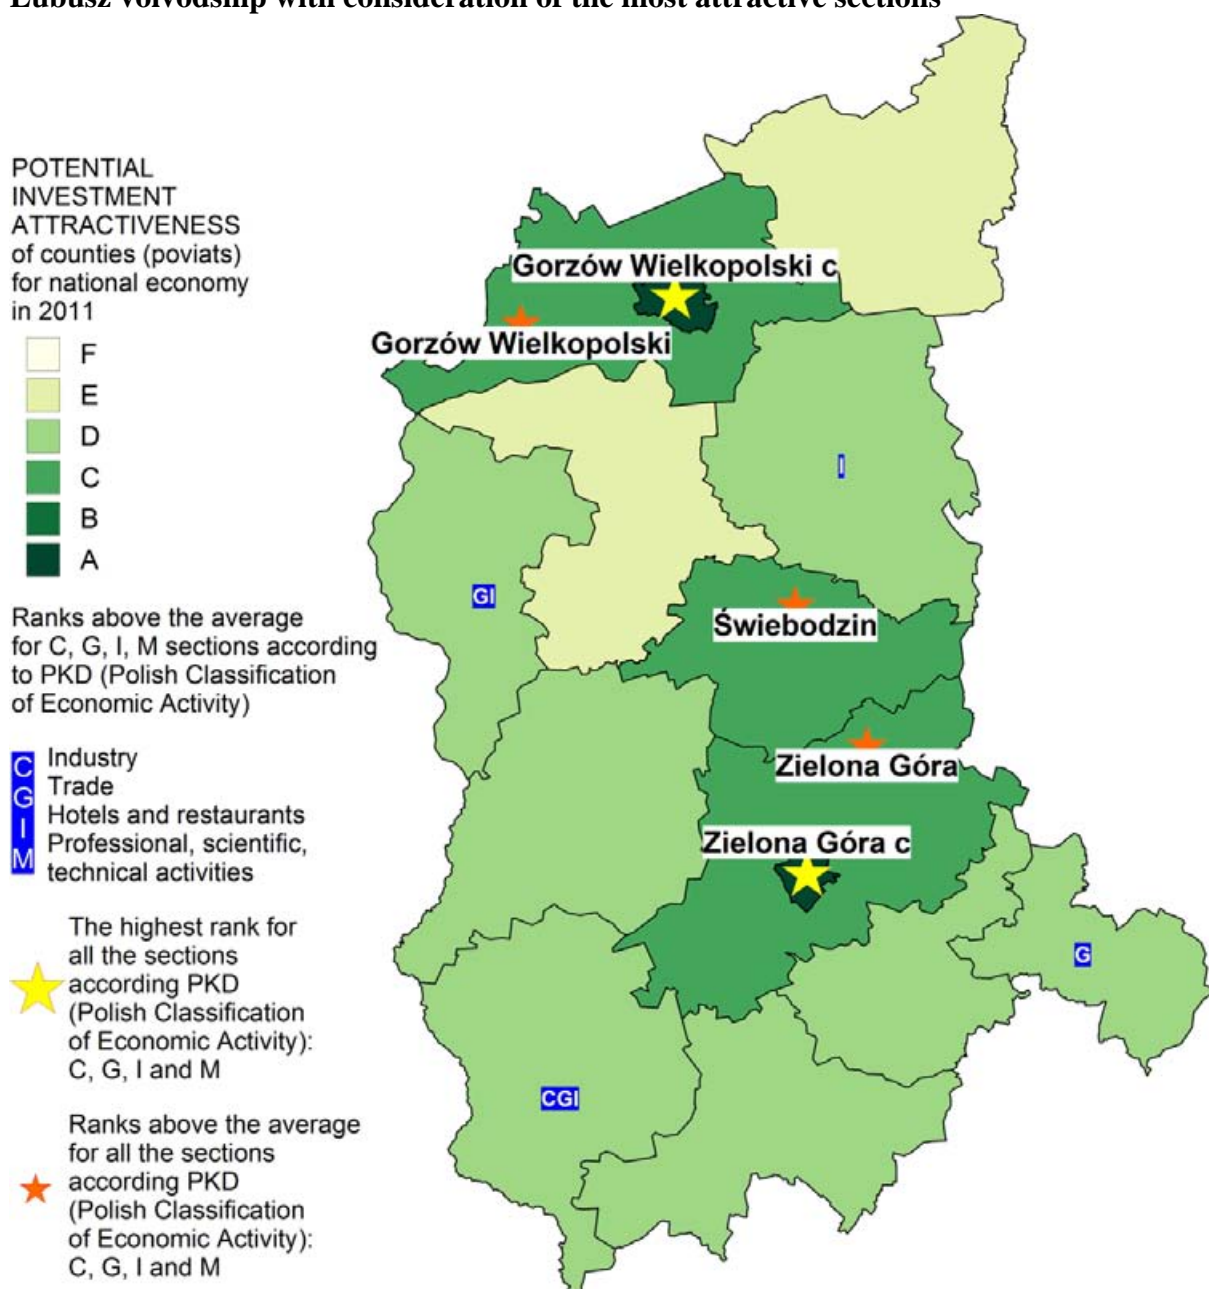 Lubusz Voivodship with consideration of the most attractive sections
POTENTIAL
INVESTMENT
ATTRACTIVENESS
of counties (poviats)
for national economy
in 2011
F
E
D
C
B
A
Ranks above the average
for C, G, I, M sections according
to PKD (Polish Classification
of Economic Activity)
C Industry
G Trade
I Hotels and restaurants
M Professional, scientific,
technical activities
The highest rank for
all the sections
according PKD
(Polish Classification
of Economic Activity):
C, G, I and M
Ranks above the average
for all the sections
according PKD
(Polish Classification
of Economic Activity):
C, G, I and M
Gorzów Wielkopolski c
Gorzów Wielkopolski
I
GI
Świebodzin
Zielona Góra
Zielona Góra c
G
CGI